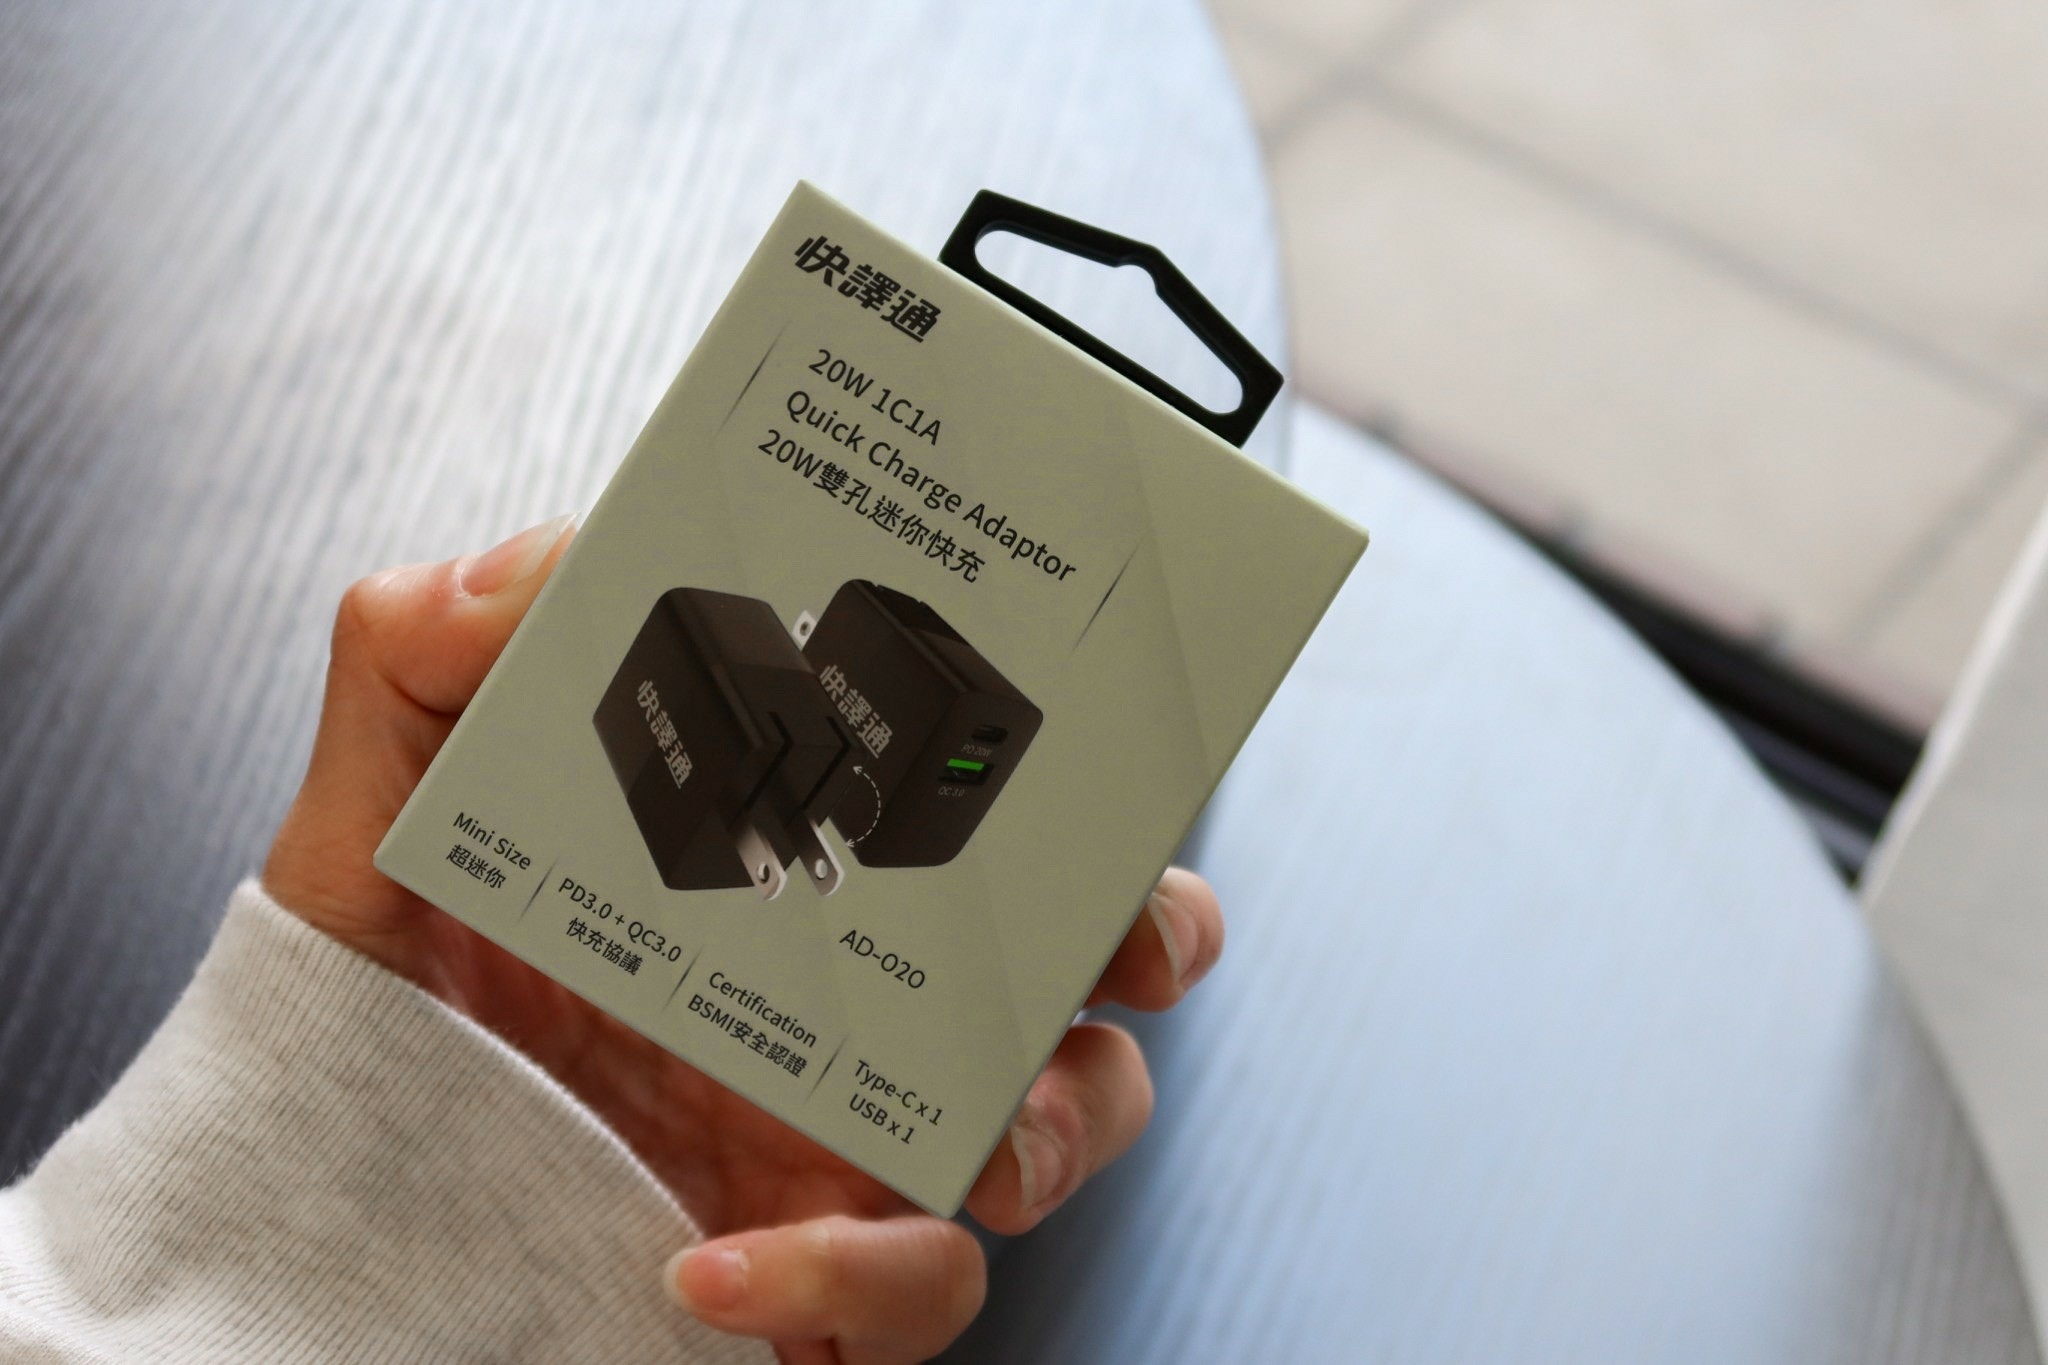 快譯通
20W 1C1A
Quick Charge Adaptor
20W雙孔迷你快充
快譯通
快譯通
PD 20W
QC 3.0
AD-020
Mini Size
超迷你
PD3.0 + QC3.0
快充協議
Certification
BSMI安全認證
Type-C x 1
USB x 1